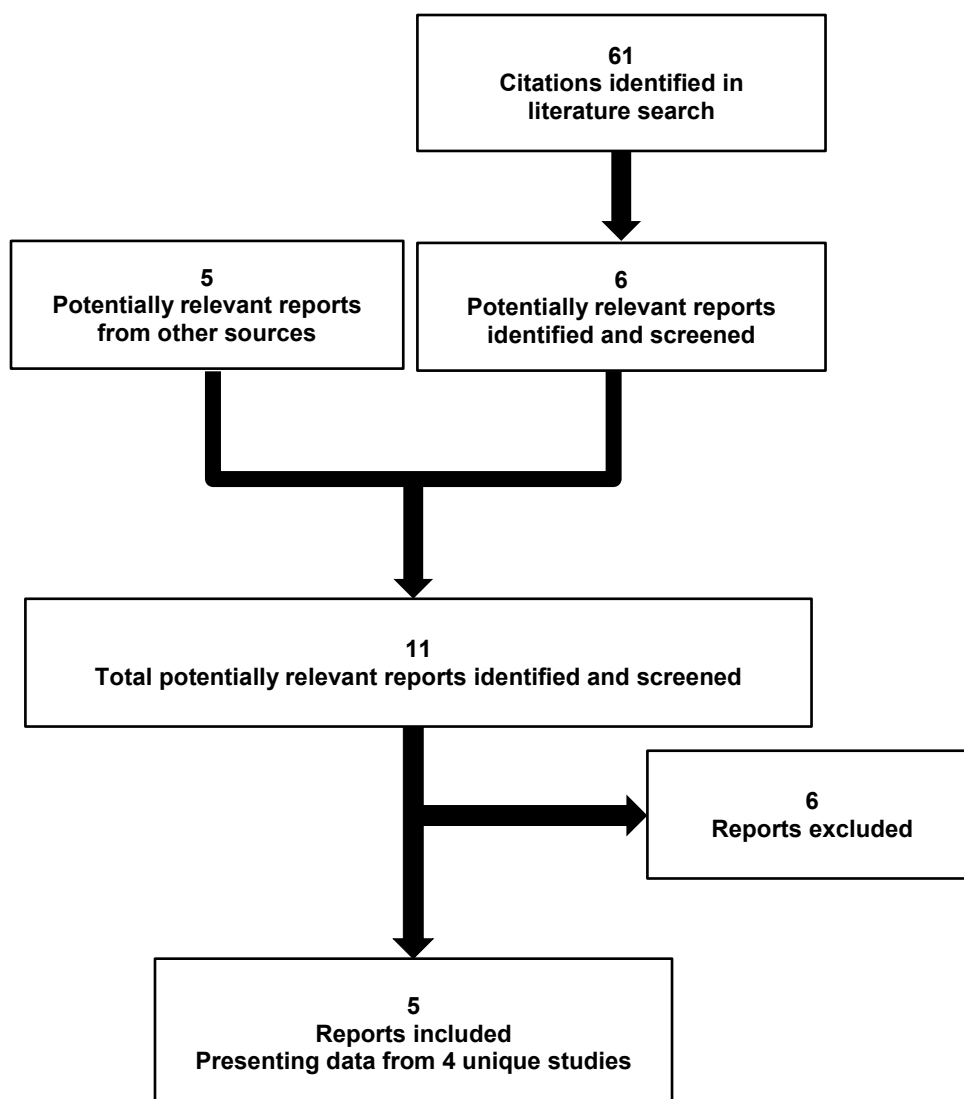 61
Citations identified in
literature search
5
Potentially relevant reports
from other sources
6
Potentially relevant reports
identified and screened
11
Total potentially relevant reports identified and screened
6
Reports excluded
5
Reports included
Presenting data from 4 unique studies